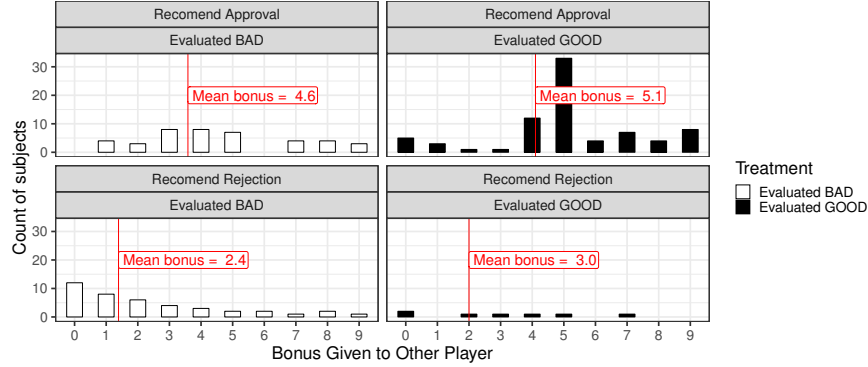 Recomend Approval
Recomend Approval
Evaluated BAD
Evaluated GOOD
30
20
10
0
Mean bonus = 4.6
Mean bonus = 5.1
Recomend Rejection
Recomend Rejection
Evaluated BAD
Evaluated GOOD
30
20
10
0
Mean bonus = 2.4
Mean bonus = 3.0
0 1 2 3 4 5 6 7 8 9
0 1 2 3 4 5 6 7 8 9
Bonus Given to Other Player
Count of subjects
Treatment
Evaluated BAD
Evaluated GOOD